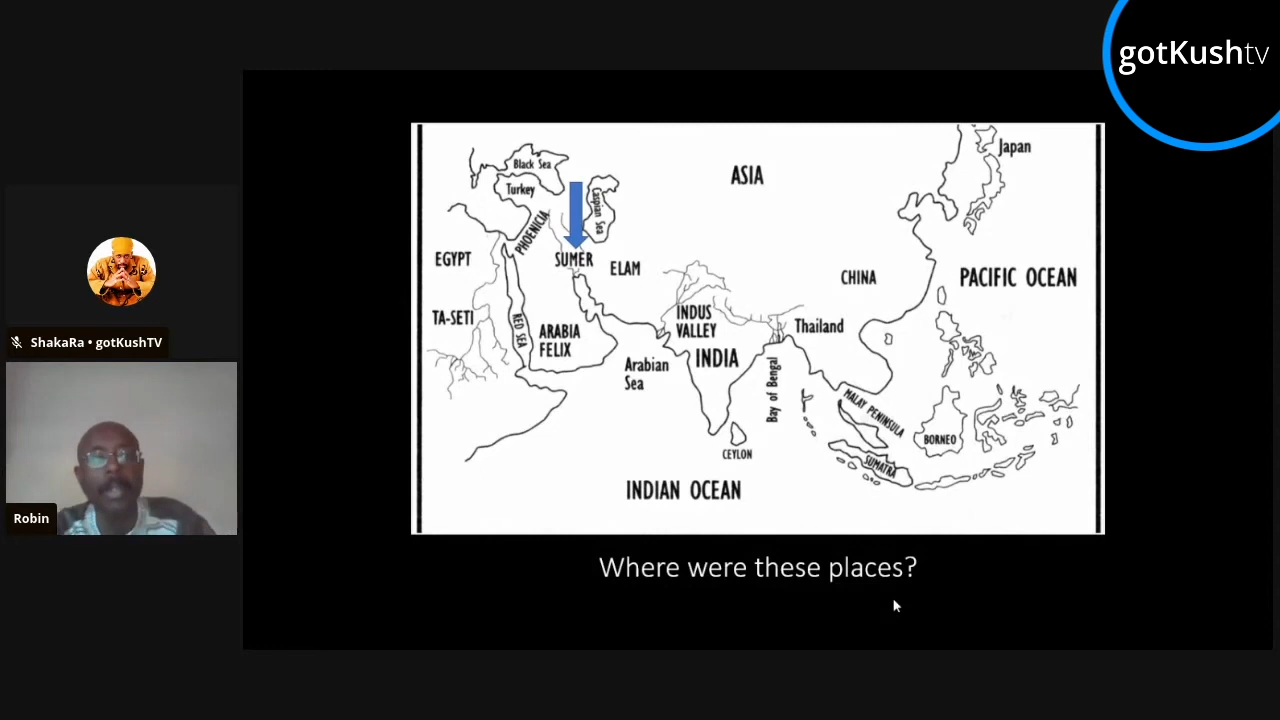 gotKushtv
ShakaRa • gotKushTV
Robin
Black Sea
Turkey
Caspian Sea
PHOENICIA
EGYPT
SUMER
ELAM
TA-SETI
RED SEA
ARABIA
FELIX
Arabian
Sea
INDUS
VALLEY
INDIA
Bay of Bengal
CEYLON
INDIAN OCEAN
ASIA
CHINA
Thailand
MALAY PENINSULA
SUMATRA
BORNEO
Japan
PACIFIC OCEAN
Where were these places?